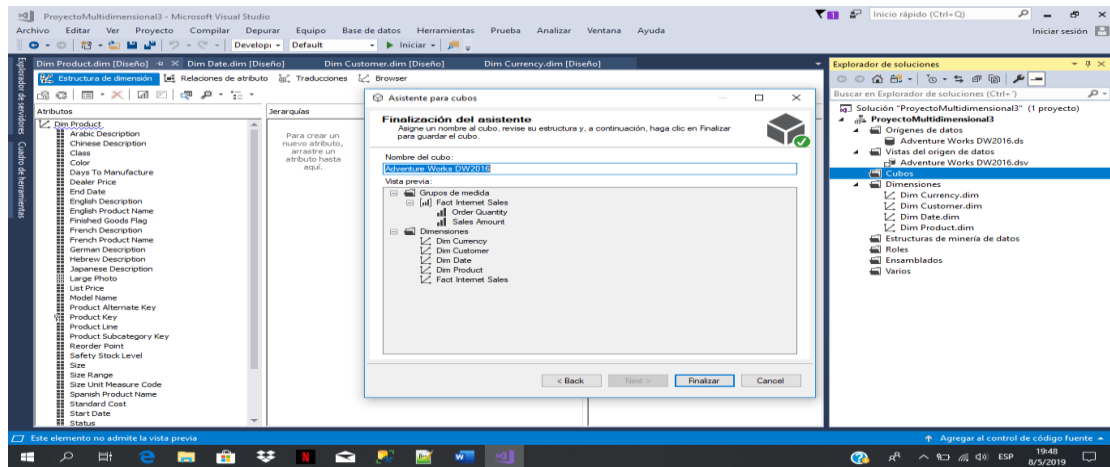 ProyectoMultidimensional3 - Microsoft Visual Studio
1
Inicio rápido (Ctrl+Q)
Archivo Editar Ver Proyecto Compilar Depurar Equipo Base de datos Herramientas Prueba Analizar Ventana Ayuda
Iniciar sesión
Developi Default Iniciar
Explorador de servidores
Cuadro de herramientas
Dim Product.dim [Diseño] Dim Date.dim [Diseño] Dim Customer.dim [Diseño] Dim Currency.dim [Diseño]
Estructura de dimensión Relaciones de atributo Traducciones Browser
Atributos
Dim Product
Arabic Description
Chinese Description
Class
Color
Days To Manufacture
Dealer Price
End Date
English Description
English Product Name
Finished Goods Flag
French Description
French Product Name
German Description
Hebrew Description
Japanese Description
Large Photo
List Price
Model Name
Product Alternate Key
Product Key
Product Line
Product Subcategory Key
Reorder Point
Safety Stock Level
Size
Size Range
Size Unit Measure Code
Spanish Product Name
Standard Cost
Start Date
Status
Jerarquías
Para crear un
nuevo atributo,
arrastre un
atributo hasta
aquí.
Asistente para cubos
Finalización del asistente
Asigne un nombre al cubo, revise su estructura y, a continuación, haga clic en Finalizar
para guardar el cubo.
Nombre del cubo:
Adventure Works DW2016
Vista previa:
Grupos de medida
Fact Internet Sales
Order Quantity
Sales Amount
Dimensiones
Dim Currency
Dim Customer
Dim Date
Dim Product
Fact Internet Sales
< Back Next > Finalizar Cancel
Explorador de soluciones
Buscar en Explorador de soluciones (Ctrl+´)
Solución "ProyectoMultidimensional3" (1 proyecto)
ProyectoMultidimensional3
Orígenes de datos
Adventure Works DW2016.ds
Vistas del origen de datos
Adventure Works DW2016.dsv
Cubos
Dimensiones
Dim Currency.dim
Dim Customer.dim
Dim Date.dim
Dim Product.dim
Estructuras de minería de datos
Roles
Ensamblados
Varios
Este elemento no admite la vista previa
Agregar al control de código fuente
ESP
19:48
8/5/2019